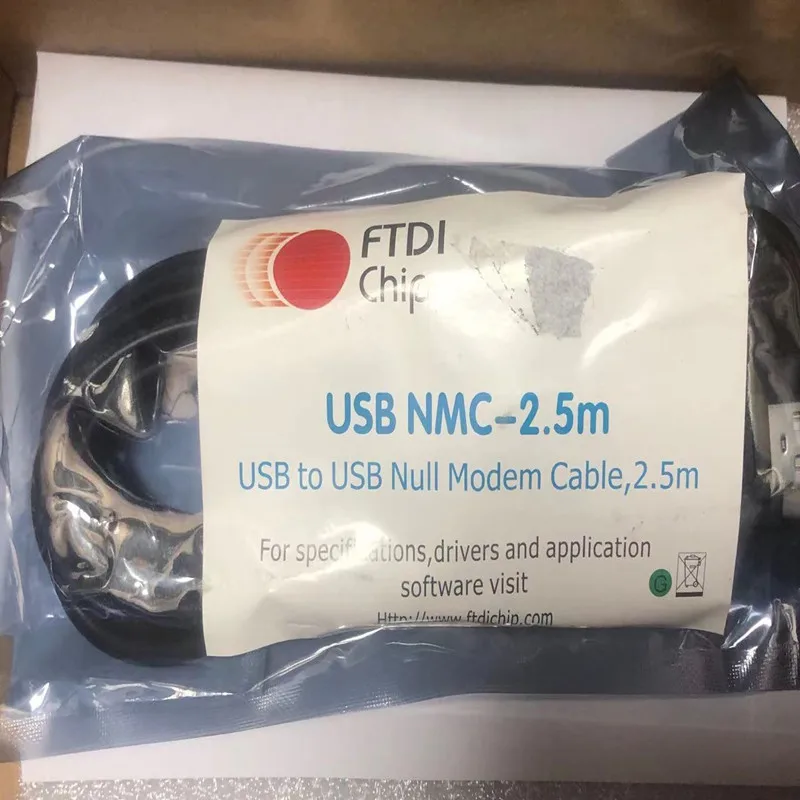 FTDI
Chip
USB NMC-2.5m
USB to USB Null Modem Cable,2.5m
For specifications,drivers and application
software visit
Http://www.ftdichip.com
G